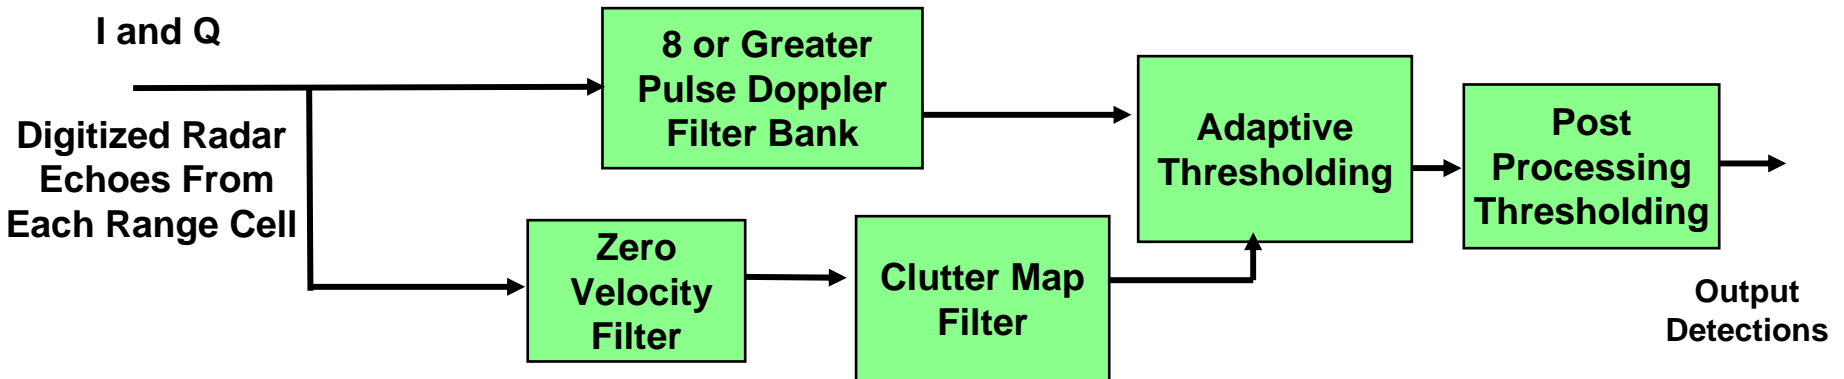 I and Q
Digitized Radar
Echoes From
Each Range Cell
8 or Greater
Pulse Doppler
Filter Bank
Zero
Velocity
Filter
Clutter Map
Filter
Adaptive
Thresholding
Post
Processing
Thresholding
Output
Detections